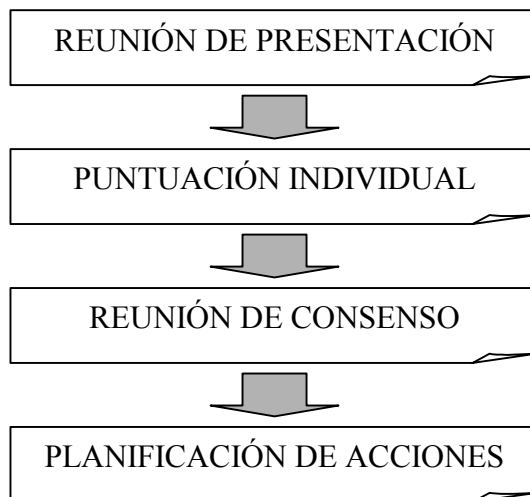 REUNIÓN DE PRESENTACIÓN
PUNTUACIÓN INDIVIDUAL
REUNIÓN DE CONSENSO
PLANIFICACIÓN DE ACCIONES